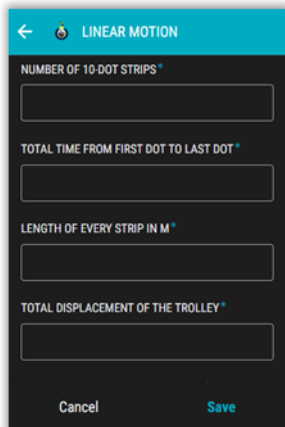 LINEAR MOTION
NUMBER OF 10-DOT STRIPS*
TOTAL TIME FROM FIRST DOT TO LAST DOT*
LENGTH OF EVERY STRIP IN M*
TOTAL DISPLACEMENT OF THE TROLLEY*
Cancel Save